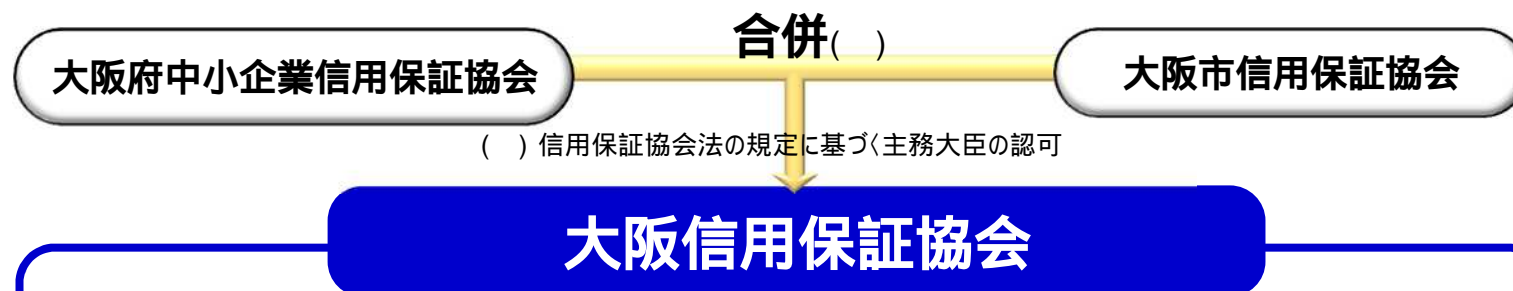 合併( )
大阪府中小企業信用保証協会
大阪市信用保証協会
( ) 信用保証協会法の規定に基づく主務大臣の認可
大阪信用保証協会